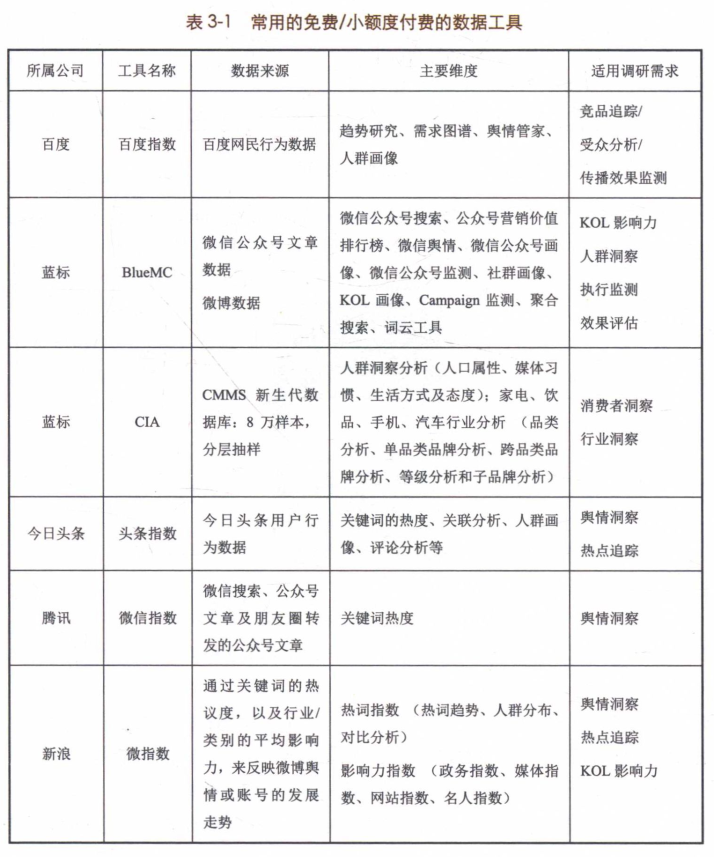 表 3-1 常用的免费/小额度付费的数据工具
所属公司 工具名称 数据来源 主要维度 适用调研需求
百度
百度指数
百度网民行为数据
趋势研究、需求图谱、舆情管家、
人群画像
竞品追踪/
受众分析/
传播效果监测
蓝标
BlueMC
微信公众号文章
数据
微博数据
微信公众号搜索、公众号营销价值
排行榜、微信舆情、微信公众号画
像、微信公众号监测、社群画像、
KOL 画像、Campaign 监测、聚合
搜索、词云工具
KOL 影响力
人群洞察
执行监测
效果评估
蓝标
CIA
CMMS 新生代数
据库：8 万样本，
分层抽样
人群洞察分析（人口属性、媒体习
惯、生活方式及态度）；家电、饮
品、手机、汽车行业分析 （品类
分析、单品类品牌分析、跨品类品
牌分析、等级分析和子品牌分析）
消费者洞察
行业洞察
今日头条
头条指数
今日头条用户行
为数据
关键词的热度、关联分析、人群画
像、评论分析等
舆情洞察
热点追踪
腾讯
微信指数
微信搜索、公众号
文章及朋友圈转
发的公众号文章
关键词热度
舆情洞察
新浪
微指数
通过关键词的热
议度，以及行业/
类别的平均影响
力，来反映微博舆
情或账号的发展
走势
热词指数 （热词趋势、人群分布、
对比分析）
影响力指数 （政务指数、媒体指
数、网站指数、名人指数）
舆情洞察
热点追踪
KOL 影响力